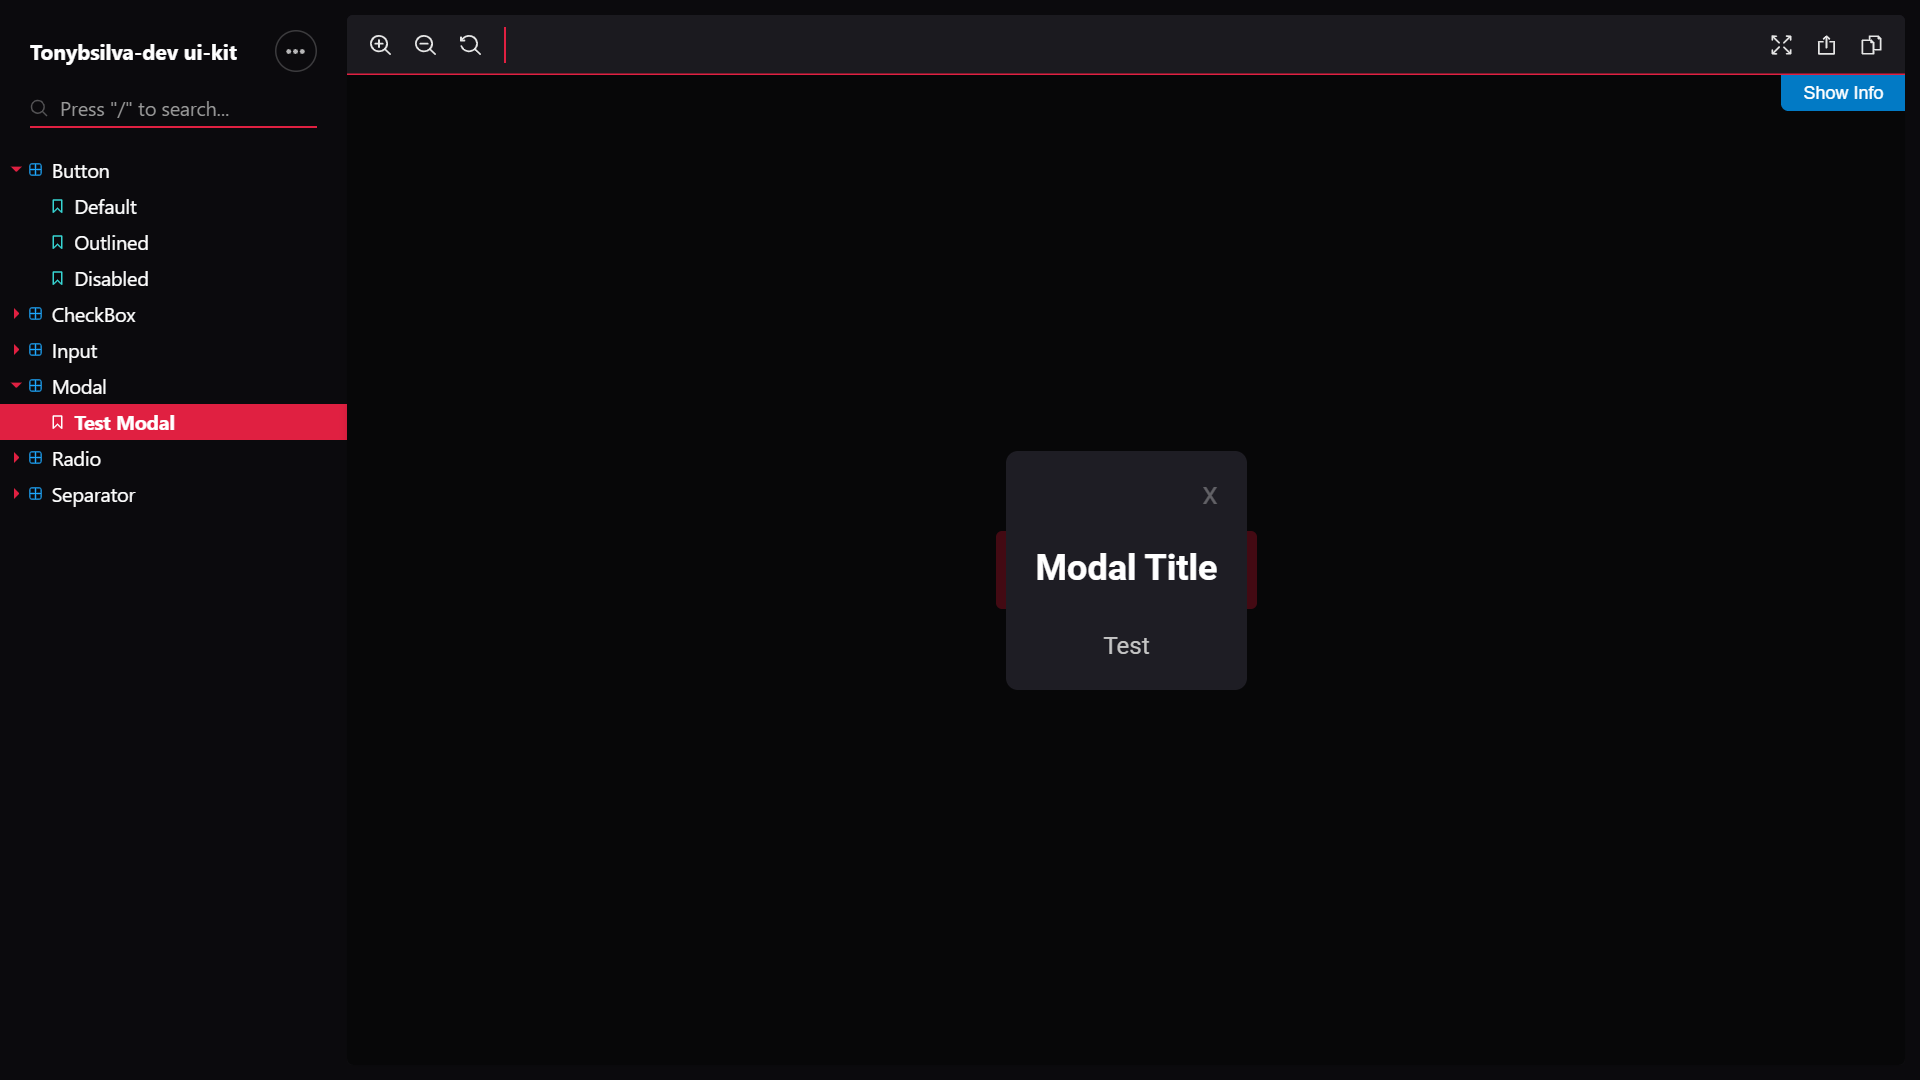 Tonybsilva-dev ui-kit
Press "/" to search...
Button
Default
Outlined
Disabled
CheckBox
Input
Modal
Test Modal
Radio
Separator
Show Info
X
Modal Title
Test